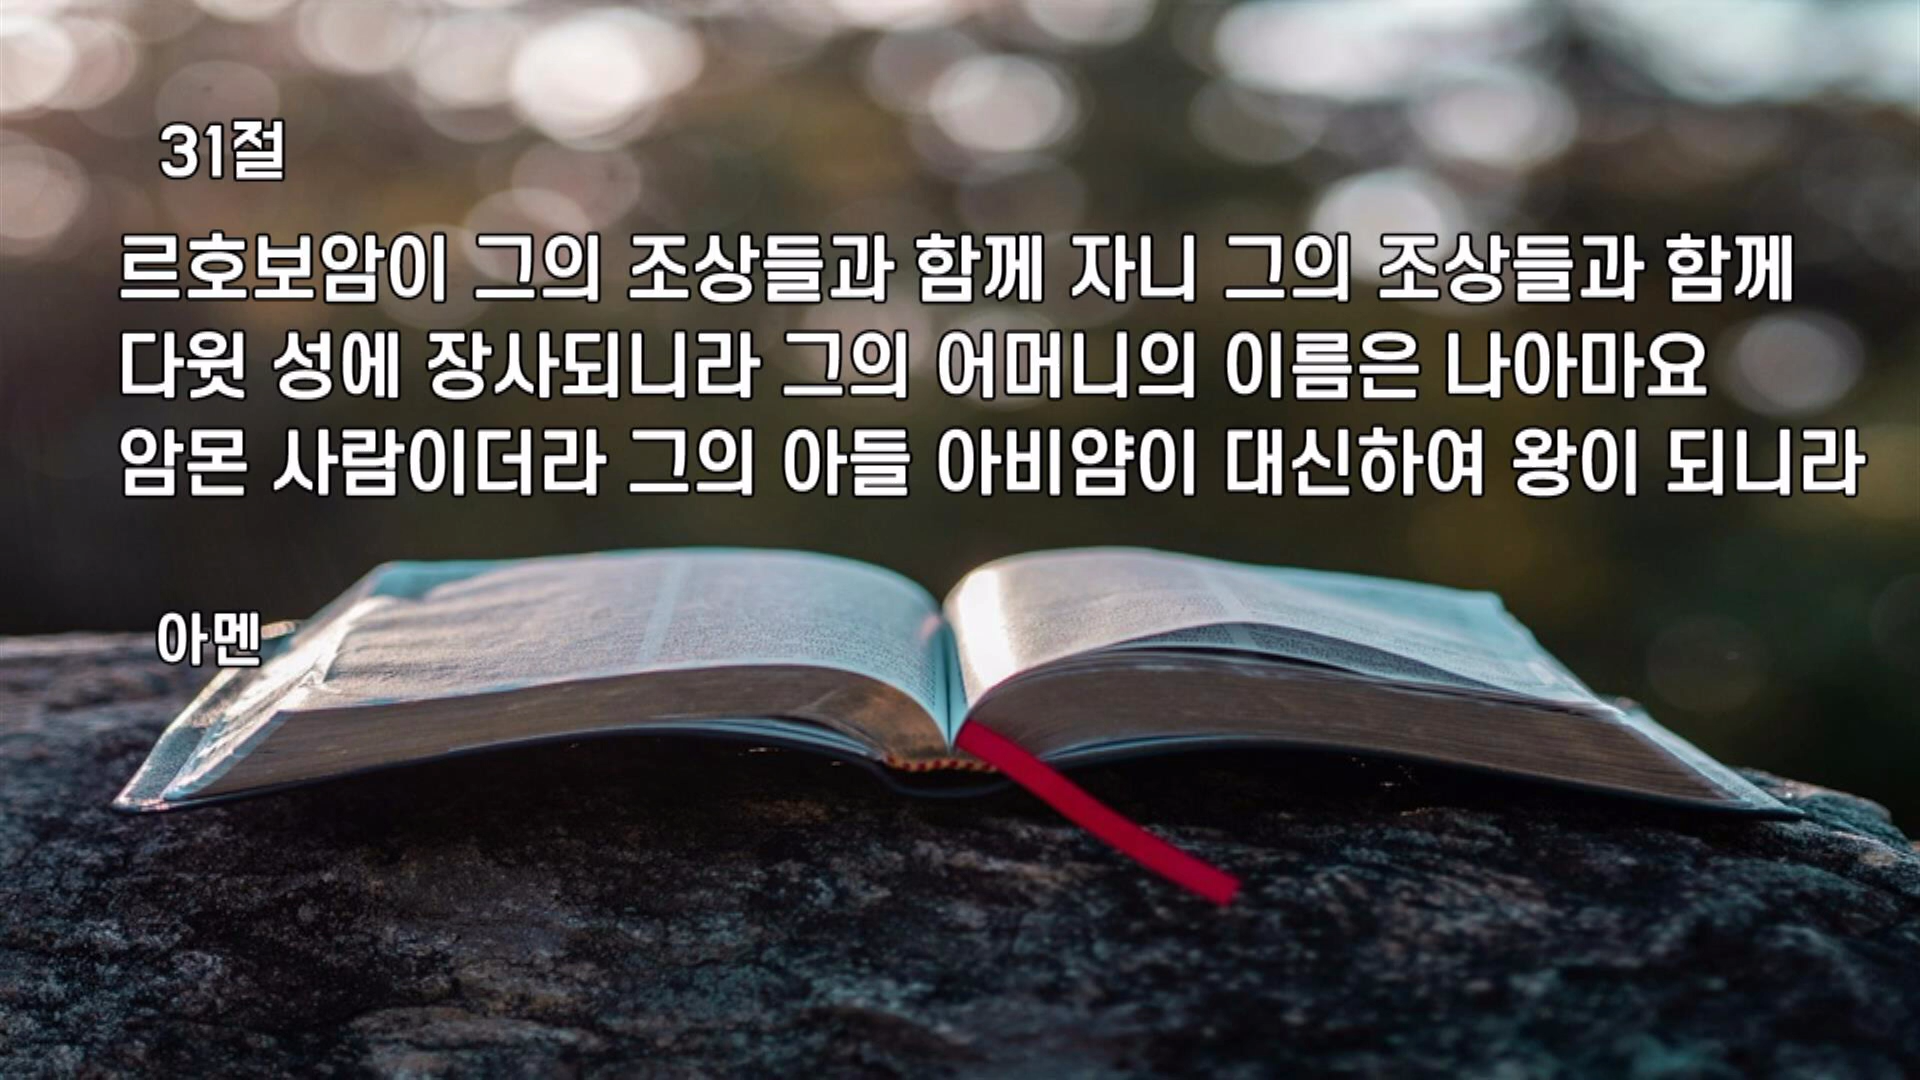 31절
르호보암이 그의 조상들과 함께 자니 그의 조상들과 함께
다윗 성에 장사되니라 그의 어머니의 이름은 나아마요
암몬 사람이더라 그의 아들 아비얌이 대신하여 왕이 되니라
아멘